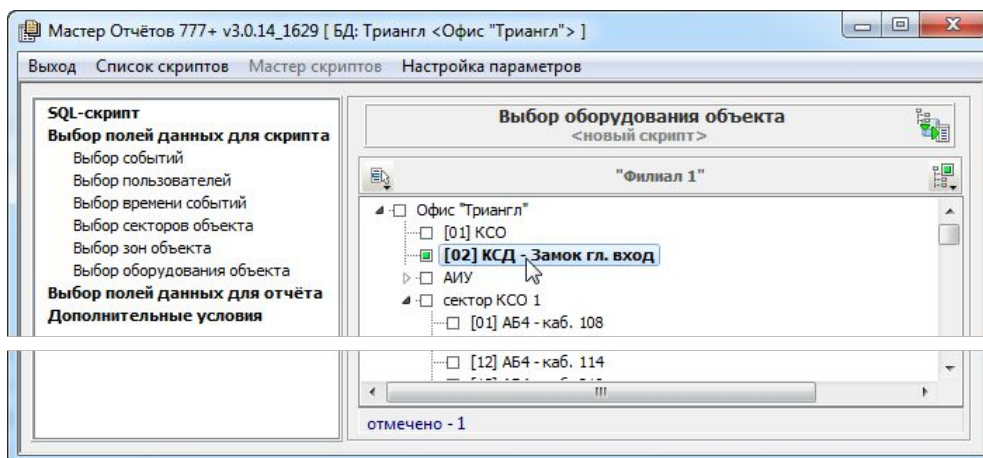 Мастер Отчётов 777+ v3.0.14_1629 [ БД: Триангл <Офис "Триангл"> ]
Выход Список скриптов Мастер скриптов Настройка параметров
SQL-скрипт
Выбор полей данных для скрипта
Выбор событий
Выбор пользователей
Выбор времени событий
Выбор секторов объекта
Выбор зон объекта
Выбор оборудования объекта
Выбор полей данных для отчёта
Дополнительные условия
Выбор оборудования объекта
<новый скрипт>
"Филиал 1"
Офис "Триангл"
[01] КСО
[02] КСД - Замок гл. вход
АИУ
сектор КСО 1
[01] АБ4 - каб. 108
[12] АБ4 - каб. 114
отмечено - 1